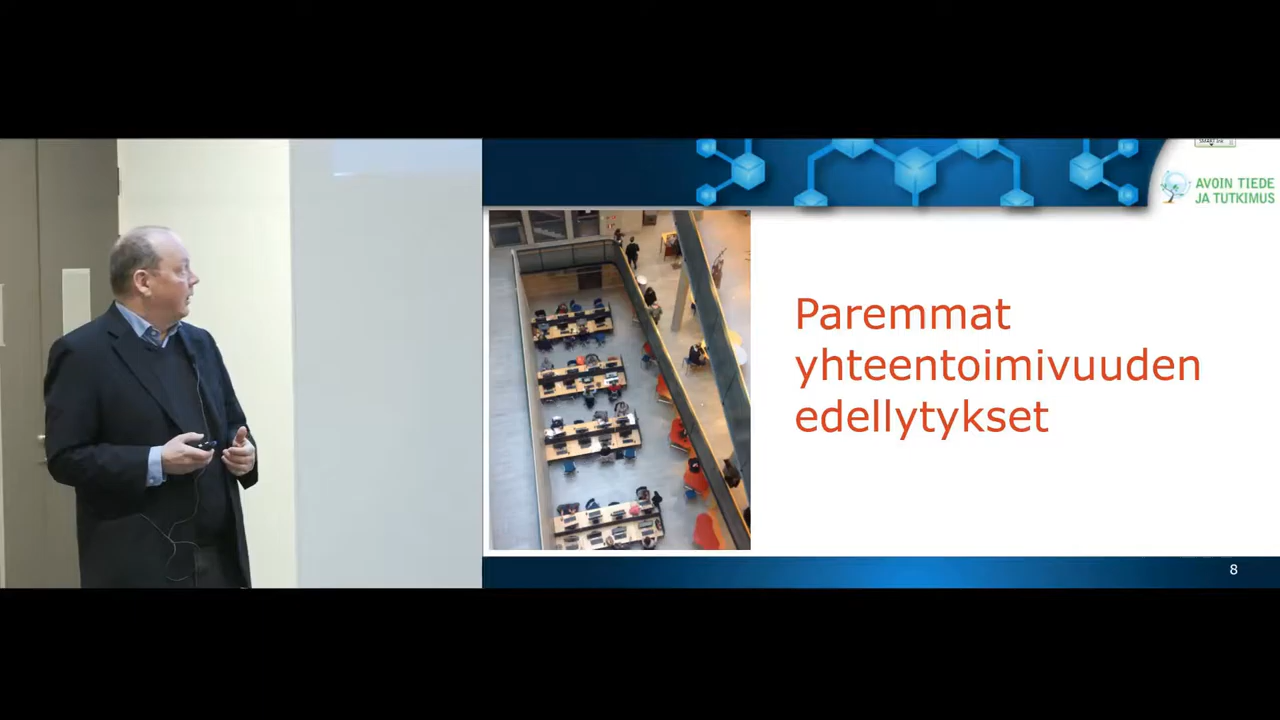 AVOIN TIEDE
JA TUTKIMUS
Paremmat
yhteentoimivuuden
edellytykset
8